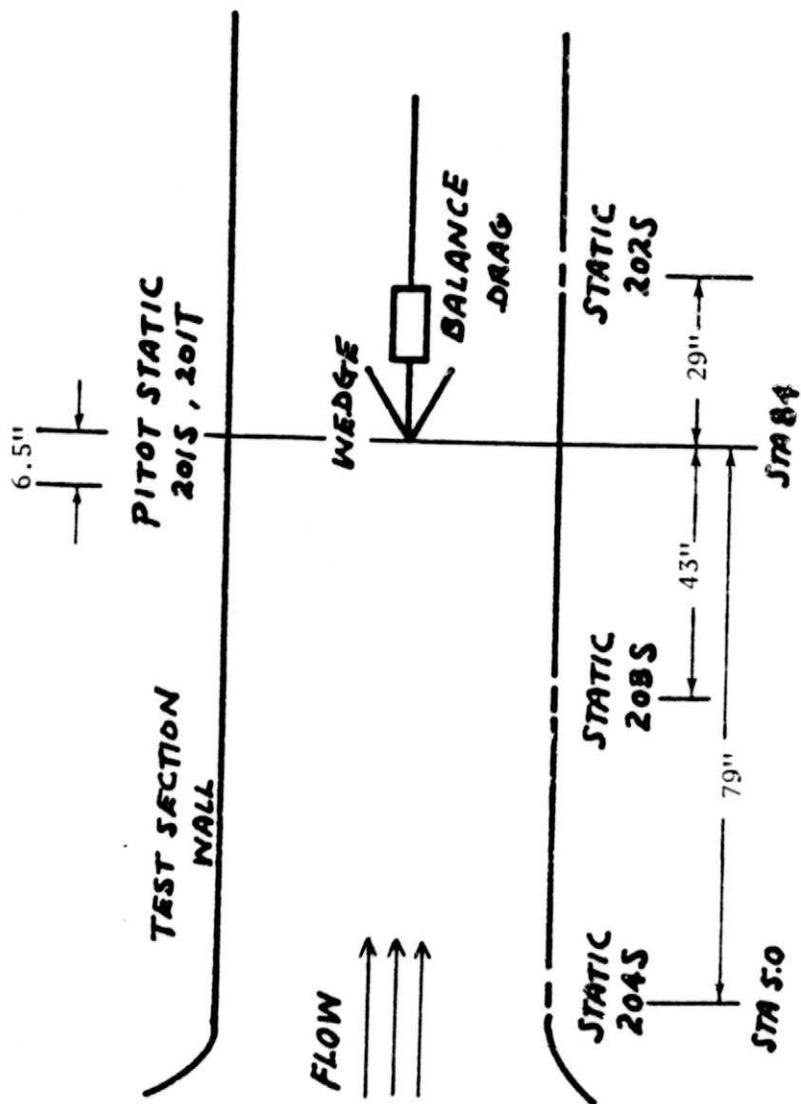 6.5"
PITOT STATIC
201S, 201T
TEST SECTION
WALL
WEDGE
BALANCE
DRAG
FLOW
STATIC
204S
STATIC
203S
STATIC
202S
29"
43"
79"
STA 5.0
STA 84